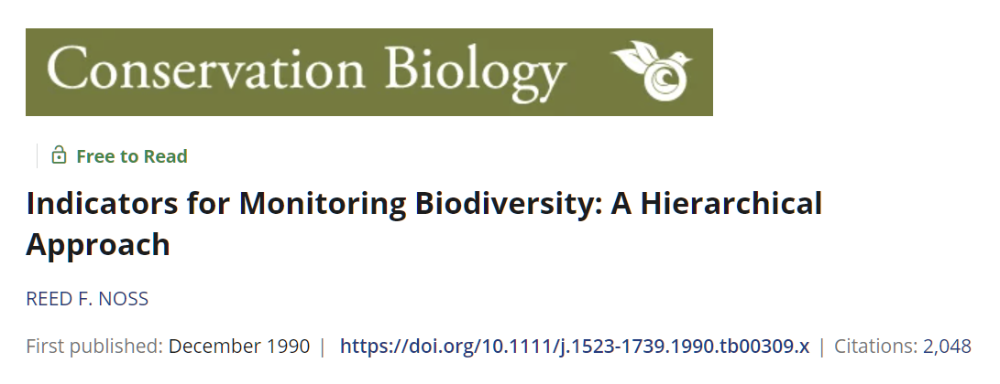 Conservation Biology
Free to Read
Indicators for Monitoring Biodiversity: A Hierarchical
Approach
REED F. NOSS
First published: December 1990 | https://doi.org/10.1111/j.1523-1739.1990.tb00309.x | Citations: 2,048